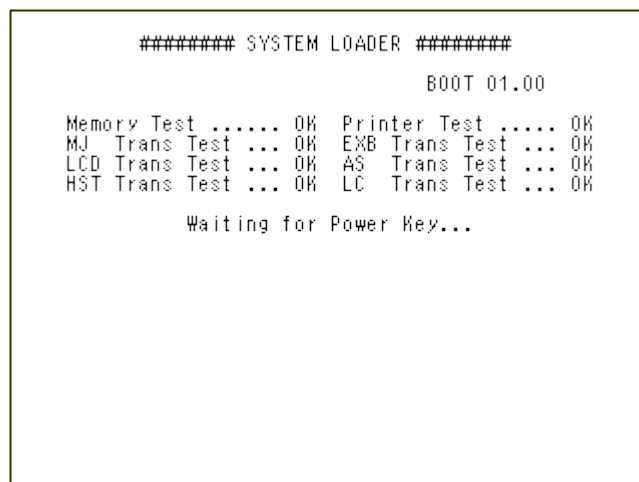 ######## SYSTEM LOADER ########
BOOT 01.00
Memory Test ...... OK Printer Test ..... OK
MJ Trans Test ... OK EXB Trans Test ... OK
LCD Trans Test ... OK AS Trans Test ... OK
HST Trans Test ... OK LC Trans Test ... OK
Waiting for Power Key...